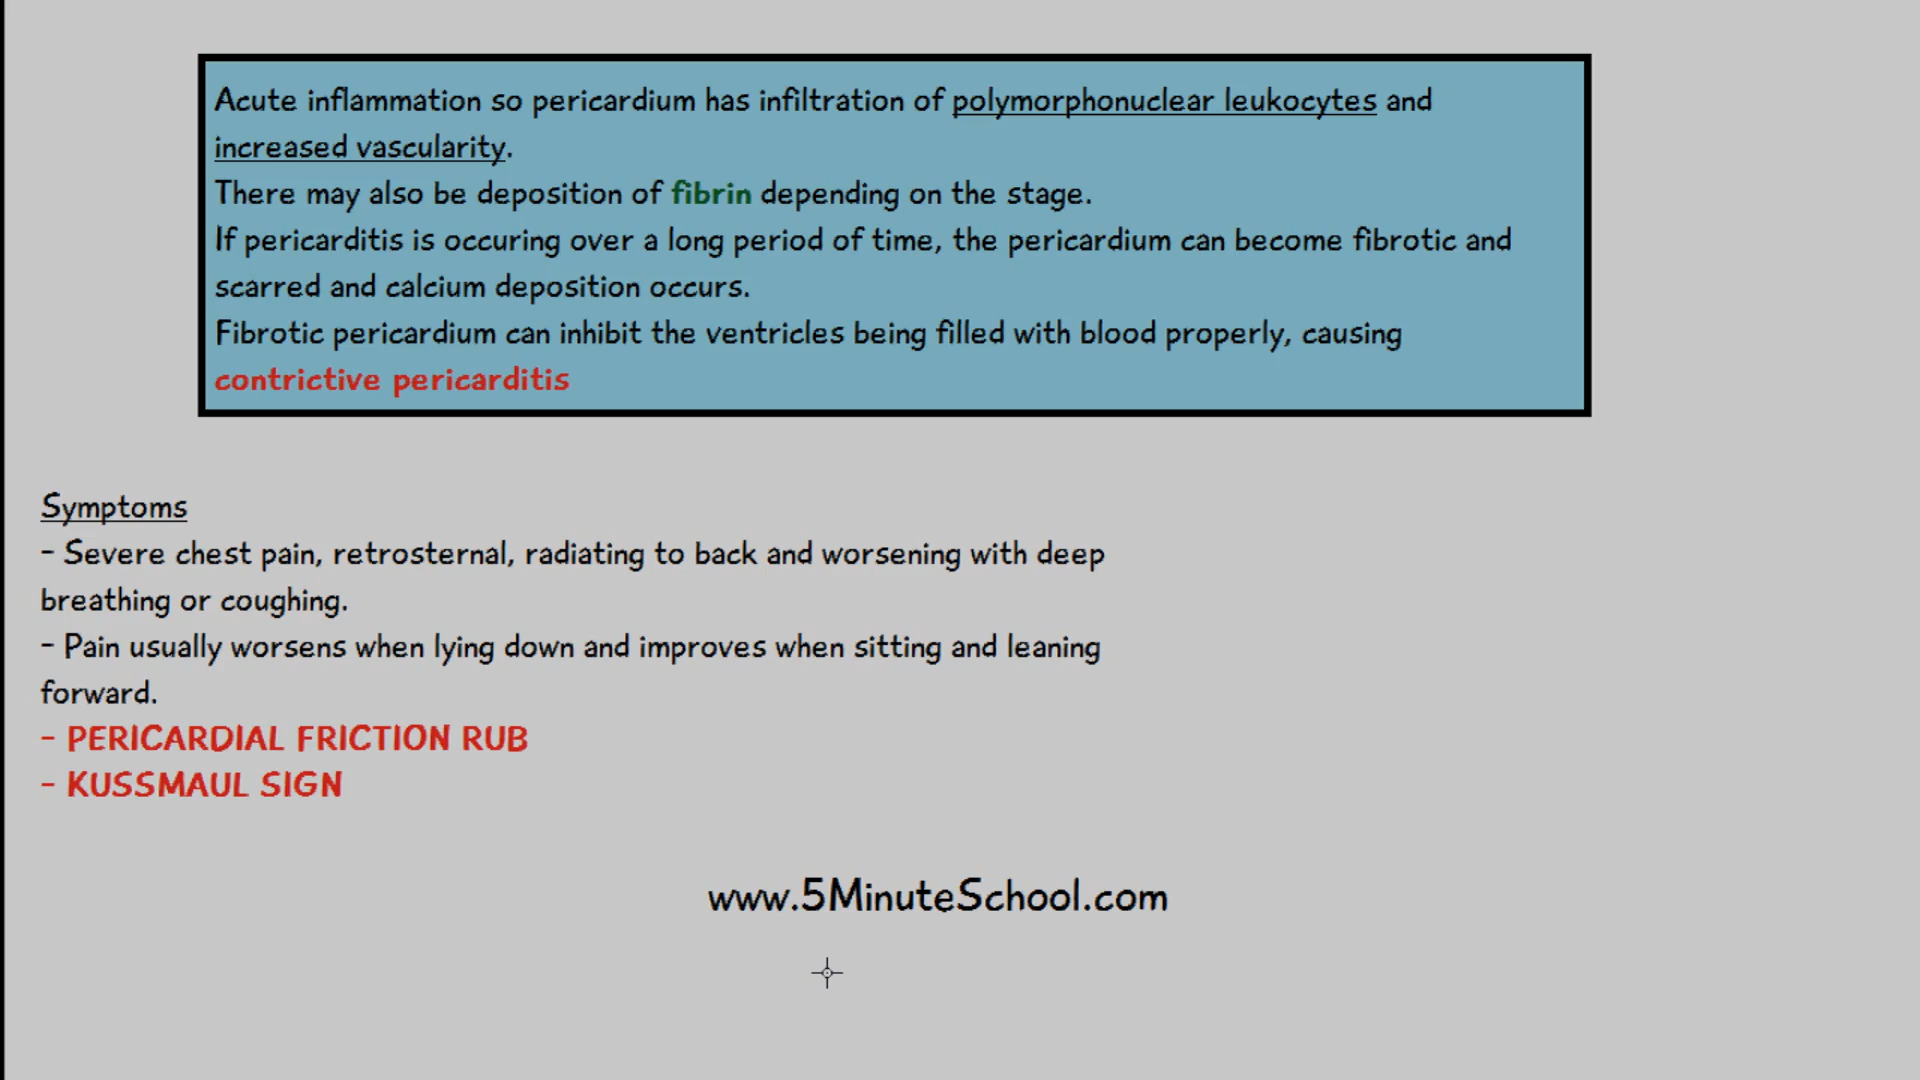 Acute inflammation so pericardium has infiltration of polymorphonuclear leukocytes and
increased vascularity.
There may also be deposition of fibrin depending on the stage.
If pericarditis is occuring over a long period of time, the pericardium can become fibrotic and
scarred and calcium deposition occurs.
Fibrotic pericardium can inhibit the ventricles being filled with blood properly, causing
contrictive pericarditis
Symptoms
- Severe chest pain, retrosternal, radiating to back and worsening with deep
breathing or coughing.
- Pain usually worsens when lying down and improves when sitting and leaning
forward.
- PERICARDIAL FRICTION RUB
- KUSSMAUL SIGN
www.5MinuteSchool.com